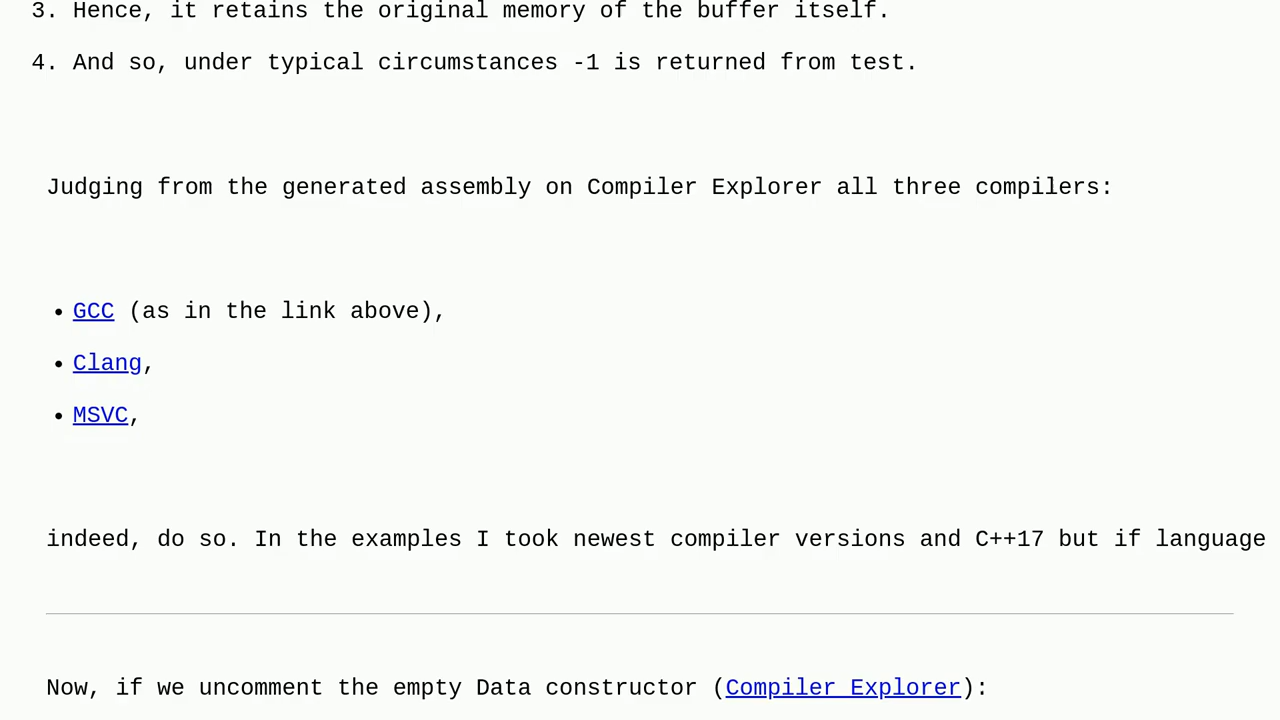 3. Hence, it retains the original memory of the buffer itself.
4. And so, under typical circumstances -1 is returned from test.
Judging from the generated assembly on Compiler Explorer all three compilers:
• GCC (as in the link above),
• Clang,
• MSVC,
indeed, do so. In the examples I took newest compiler versions and C++17 but if language
Now, if we uncomment the empty Data constructor (Compiler Explorer):